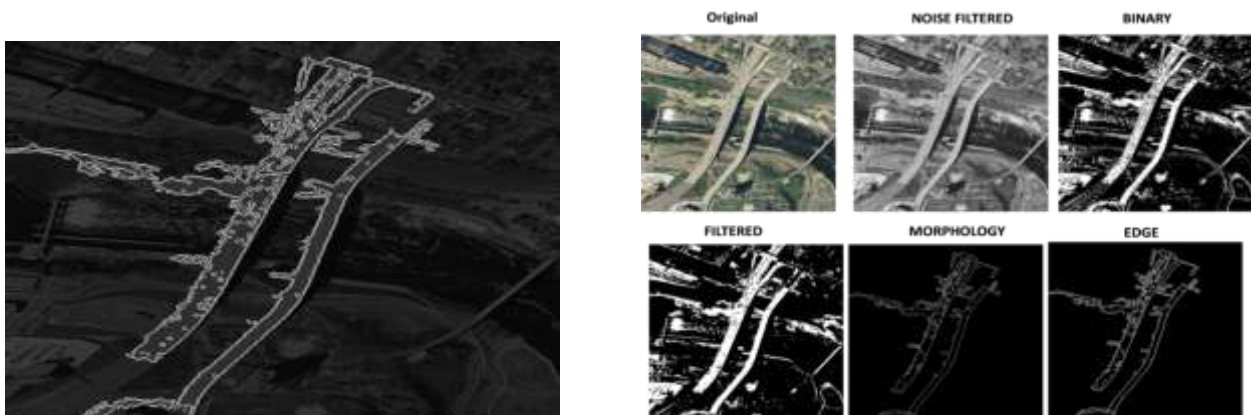 Original NOISE FILTERED BINARY
FILTERED MORPHOLOGY EDGE